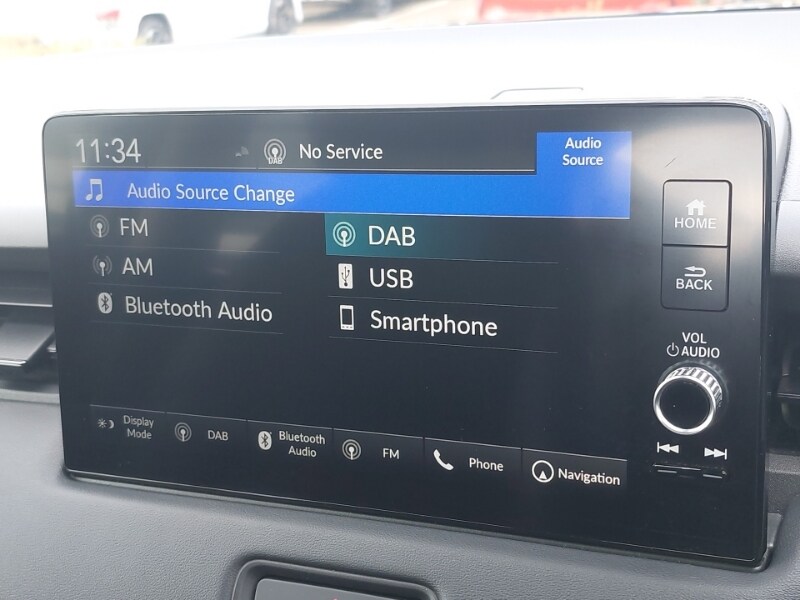 11:34
DAB
No Service
Audio
Source
Audio Source Change
FM
DAB
AM
USB
Bluetooth Audio
Smartphone
HOME
BACK
VOL
AUDIO
Display
Mode
DAB
Bluetooth
Audio
FM
Phone
Navigation